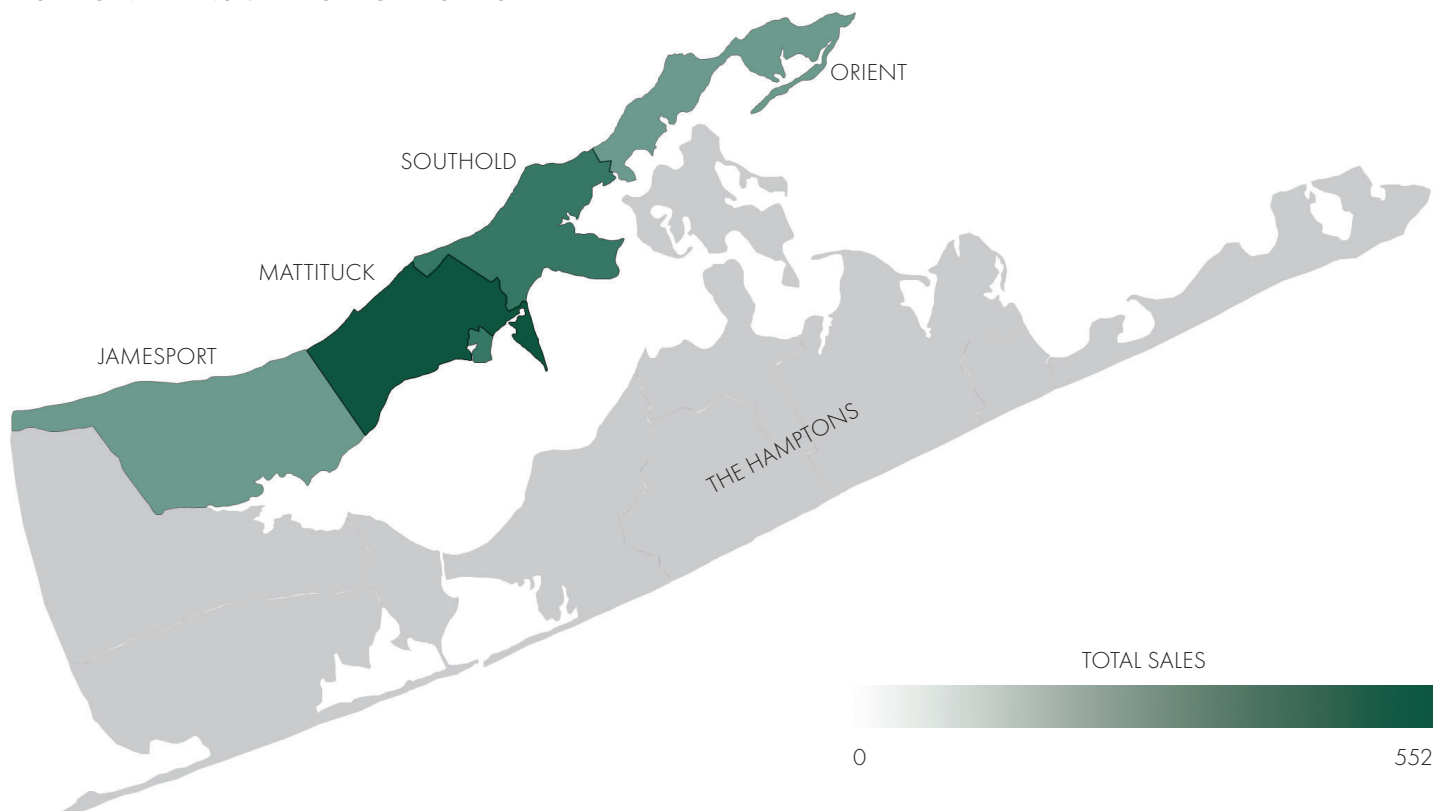 ORIENT
SOUTHOLD
MATTITUCK
JAMESPORT
THE HAMPTONS
TOTAL SALES
0
552